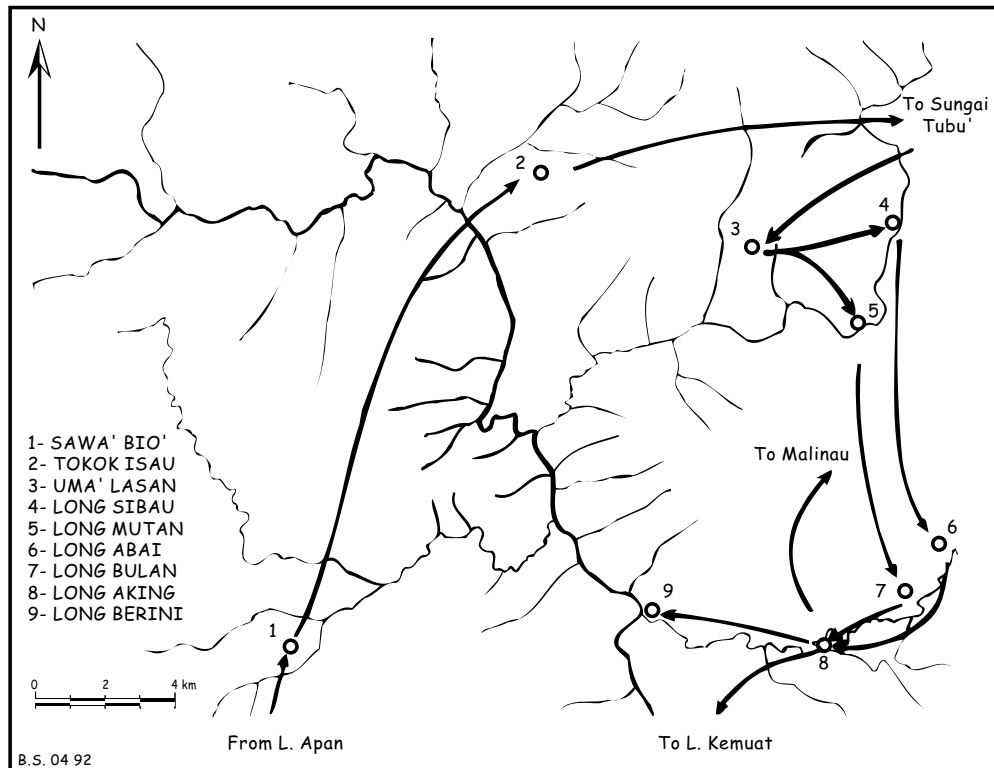 N
To Sungai
Tubu'
2
4
3
5
1- SAWA' BIO'
2- TOKOK ISAU
3- UMA' LASAN
4- LONG SIBAU
5- LONG MUTAN
6- LONG ABAI
7- LONG BULAN
8- LONG AKING
9- LONG BERINI
To Malinau
6
7
9
1
8
0 2 4 km
From L. Apan
To L. Kemuat
B.S. 04 92